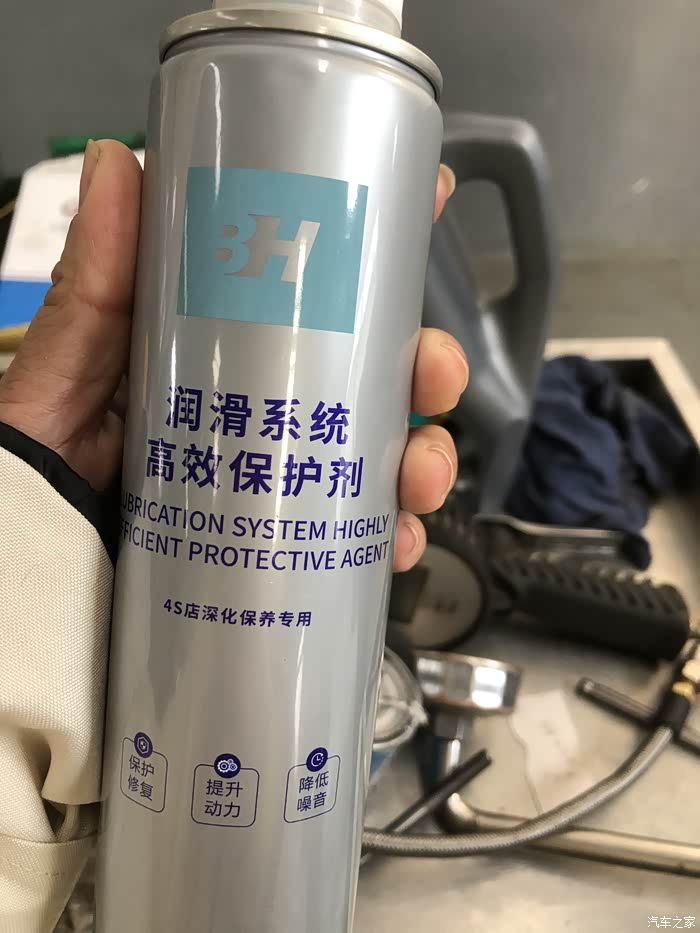 BH
润滑系统
高效保护剂
UBRICATION SYSTEM HIGHLY
FFICIENT PROTECTIVE AGENT
4S店深化保养专用
保护
修复
提升
动力
降低
噪音
汽车之家